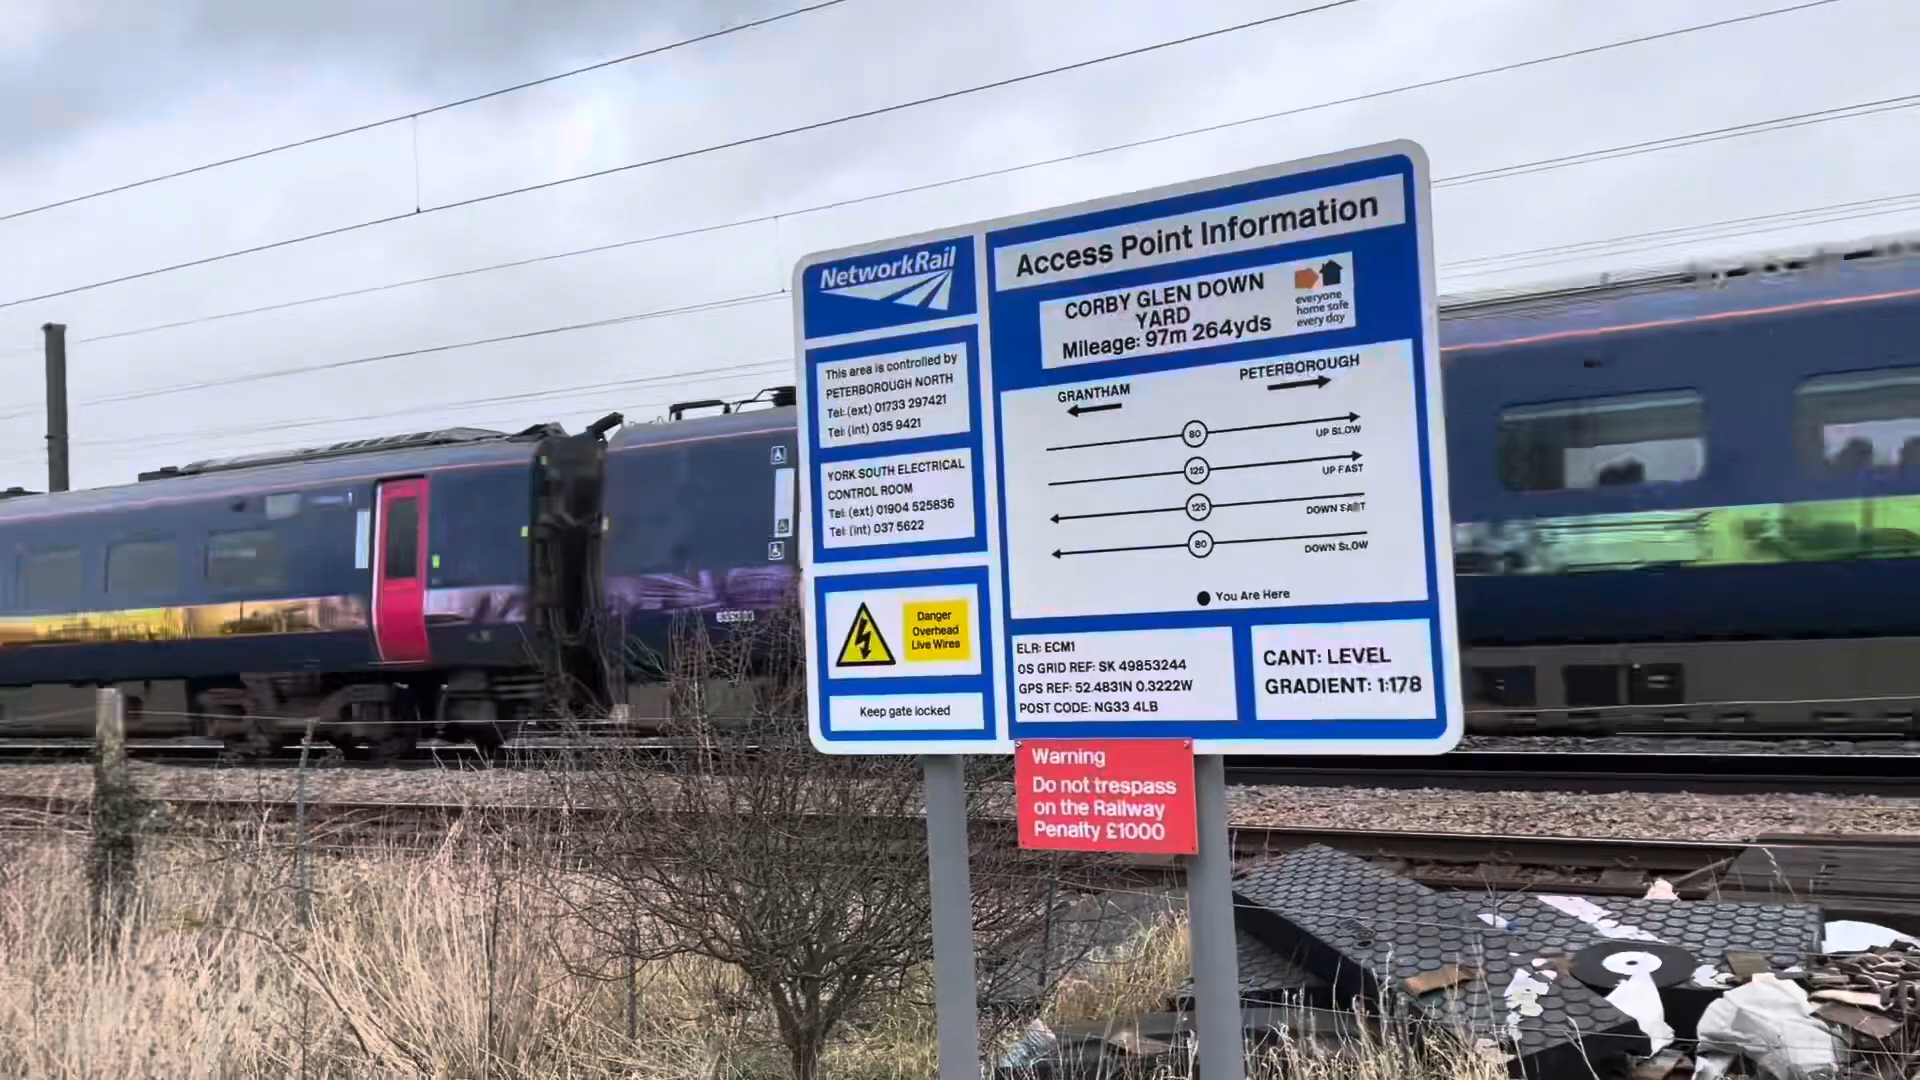 NetworkRail
This area is controlled by
PETERBOROUGH NORTH
Tel: (ext) 01733 297421
Tel: (int) 035 9421
YORK SOUTH ELECTRICAL
CONTROL ROOM
Tel: (ext) 01904 525836
Tel: (int) 037 5622
Danger
Overhead
Live Wires
Keep gate locked
Access Point Information
CORBY GLEN DOWN
YARD
Mileage: 97m 264yds
everyone
home safe
every day
GRANTHAM
PETERBOROUGH
80
UP SLOW
125
UP FAST
125
DOWN FAST
80
DOWN SLOW
You Are Here
ELR: ECM1
OS GRID REF: SK 49853244
GPS REF: 52.4831N 0.3222W
POST CODE: NG33 4LB
CANT: LEVEL
GRADIENT: 1:178
Warning
Do not trespass
on the Railway
Penalty £1000